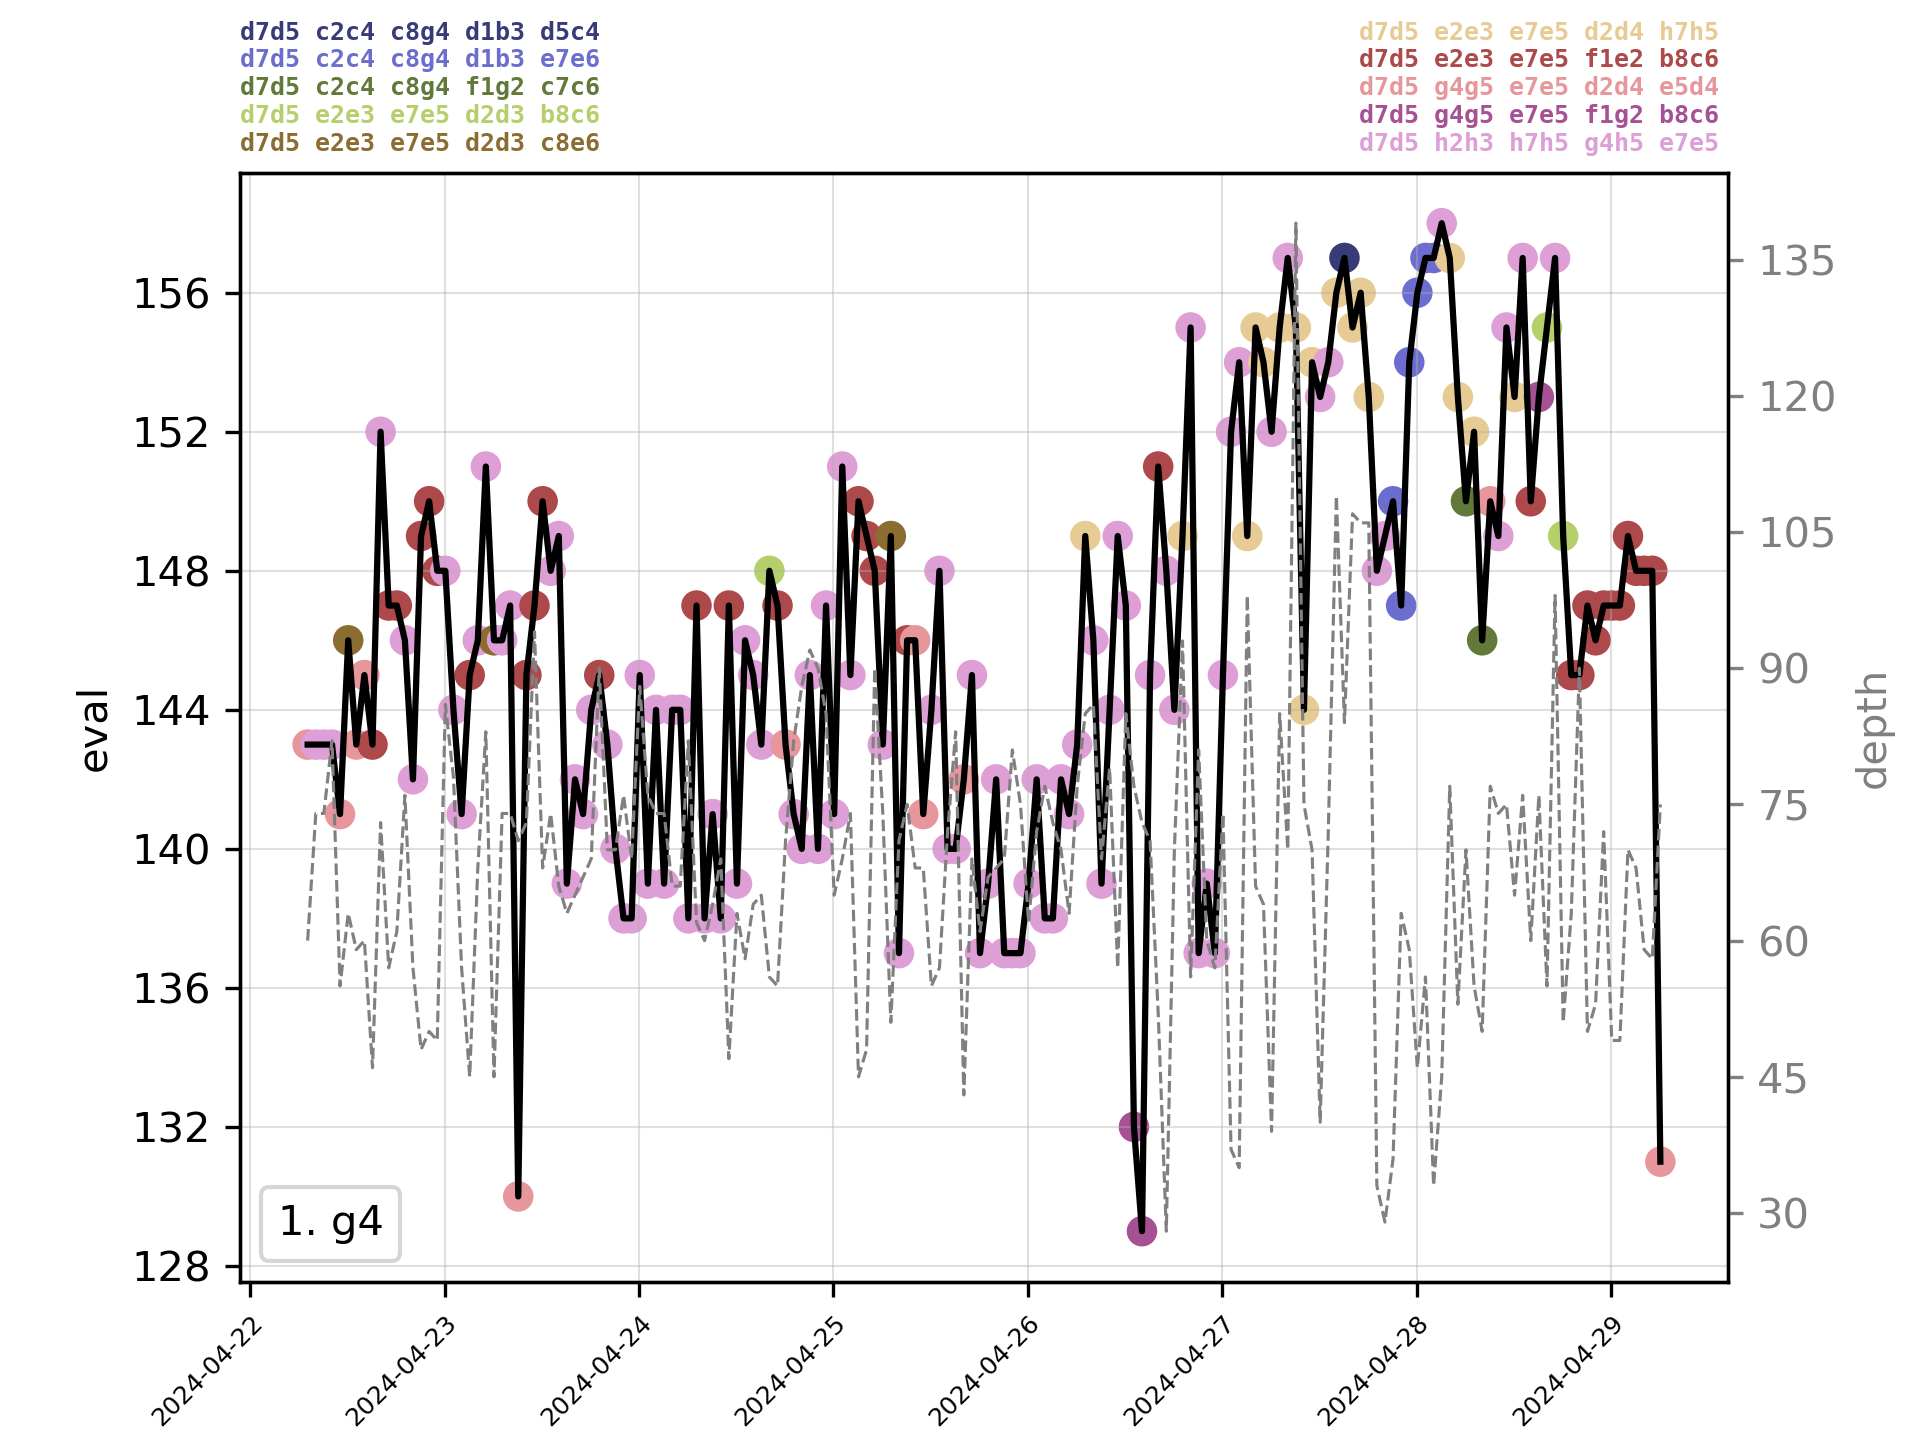 d7d5 c2c4 c8g4 d1b3 d5c4
d7d5 c2c4 c8g4 d1b3 e7e6
d7d5 c2c4 c8g4 f1g2 c7c6
d7d5 e2e3 e7e5 d2d3 b8c6
d7d5 e2e3 e7e5 d2d3 c8e6
d7d5 e2e3 e7e5 d2d4 h7h5
d7d5 e2e3 e7e5 f1e2 b8c6
d7d5 g4g5 e7e5 d2d4 e5d4
d7d5 g4g5 e7e5 f1g2 b8c6
d7d5 h2h3 h7h5 g4h5 e7e5
eval
156
152
148
144
140
136
132
128
1. g4
135
120
105
90
75
60
45
30
depth
2024-04-22
2024-04-23
2024-04-24
2024-04-25
2024-04-26
2024-04-27
2024-04-28
2024-04-29